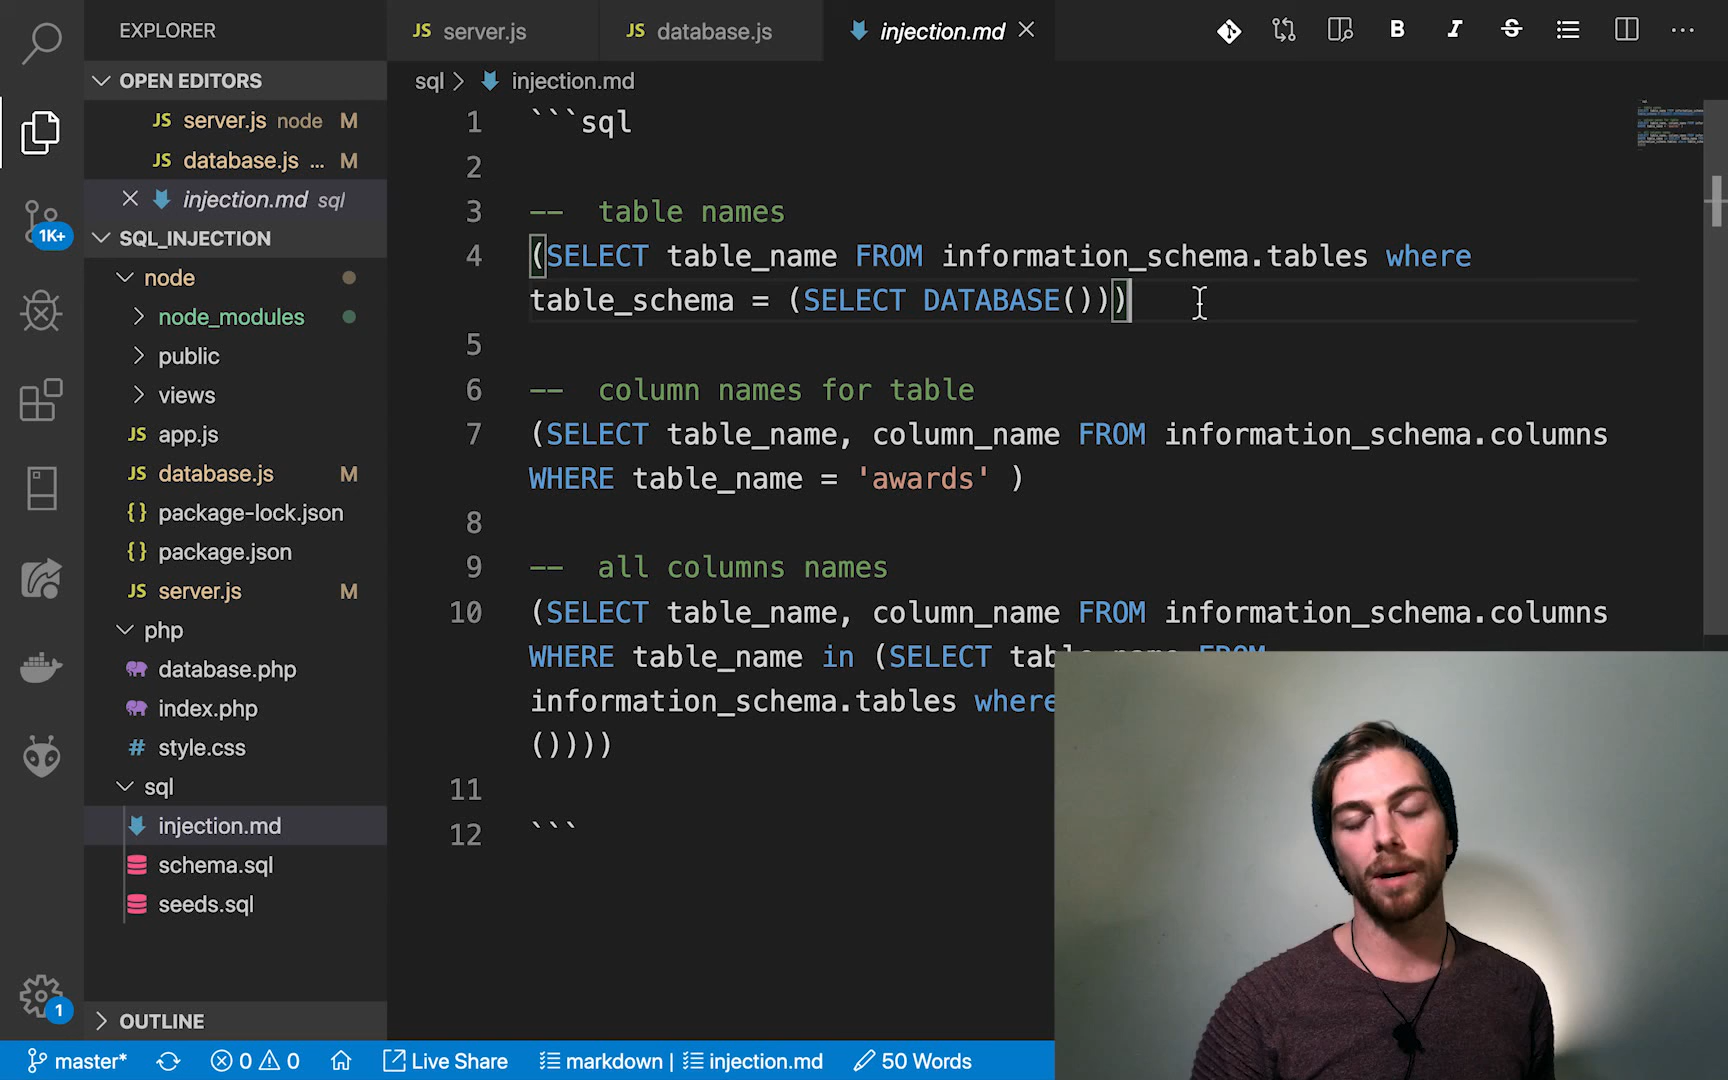 EXPLORER
OPEN EDITORS
JS server.js node M
JS database.js ... M
injection.md sql
1K+
SQL_INJECTION
node
node_modules
public
views
JS app.js
JS database.js M
{} package-lock.json
{} package.json
JS server.js M
php
database.php
index.php
# style.css
sql
injection.md
schema.sql
seeds.sql
1
OUTLINE
JS server.js JS database.js injection.md
B I S ...
sql > injection.md
1 ```sql
2
3 -- table names
4 (SELECT table_name FROM information_schema.tables where
table_schema = (SELECT DATABASE()))
5
6 -- column names for table
7 (SELECT table_name, column_name FROM information_schema.columns
WHERE table_name = 'awards' )
8
9 -- all columns names
10 (SELECT table_name, column_name FROM information_schema.columns
WHERE table_name in (SELECT table_name FROM
information_schema.tables where
())))
11
12 ```
master* 0 0 Live Share markdown | injection.md 50 Words